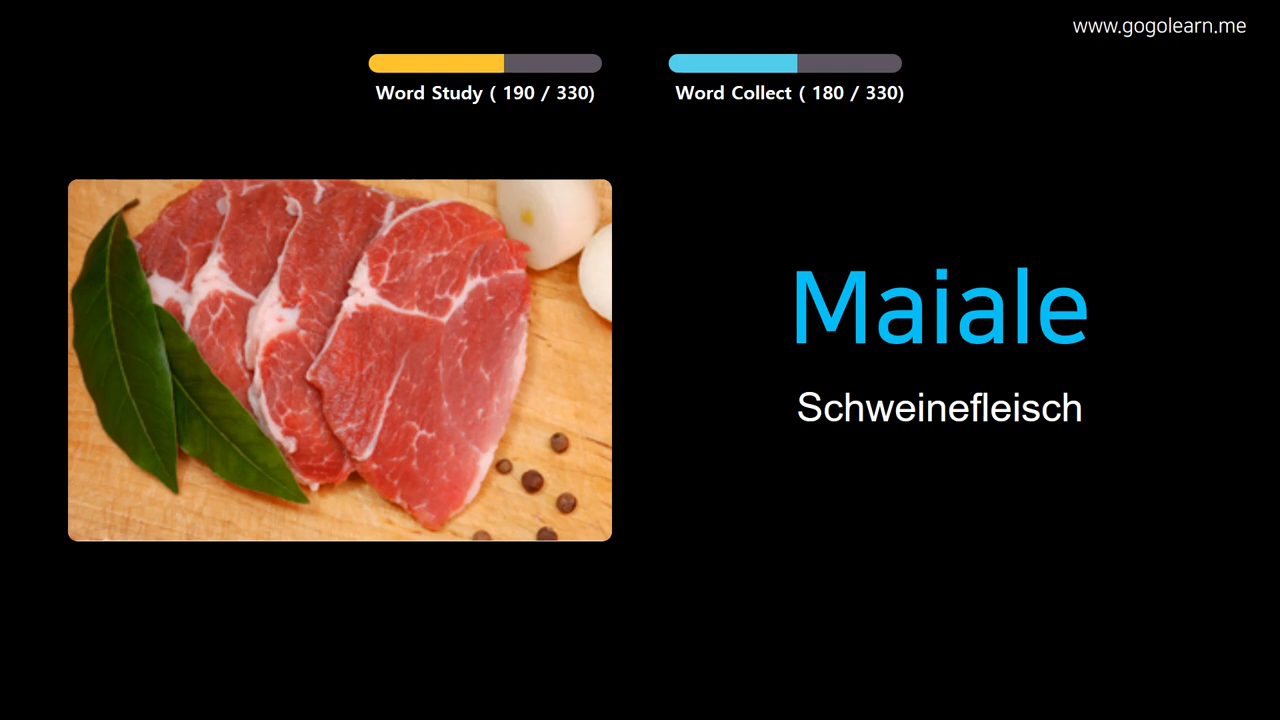 www.gogolearn.me
Word Study ( 190 / 330)
Word Collect ( 180 / 330)
Maiale
Schweinefleisch